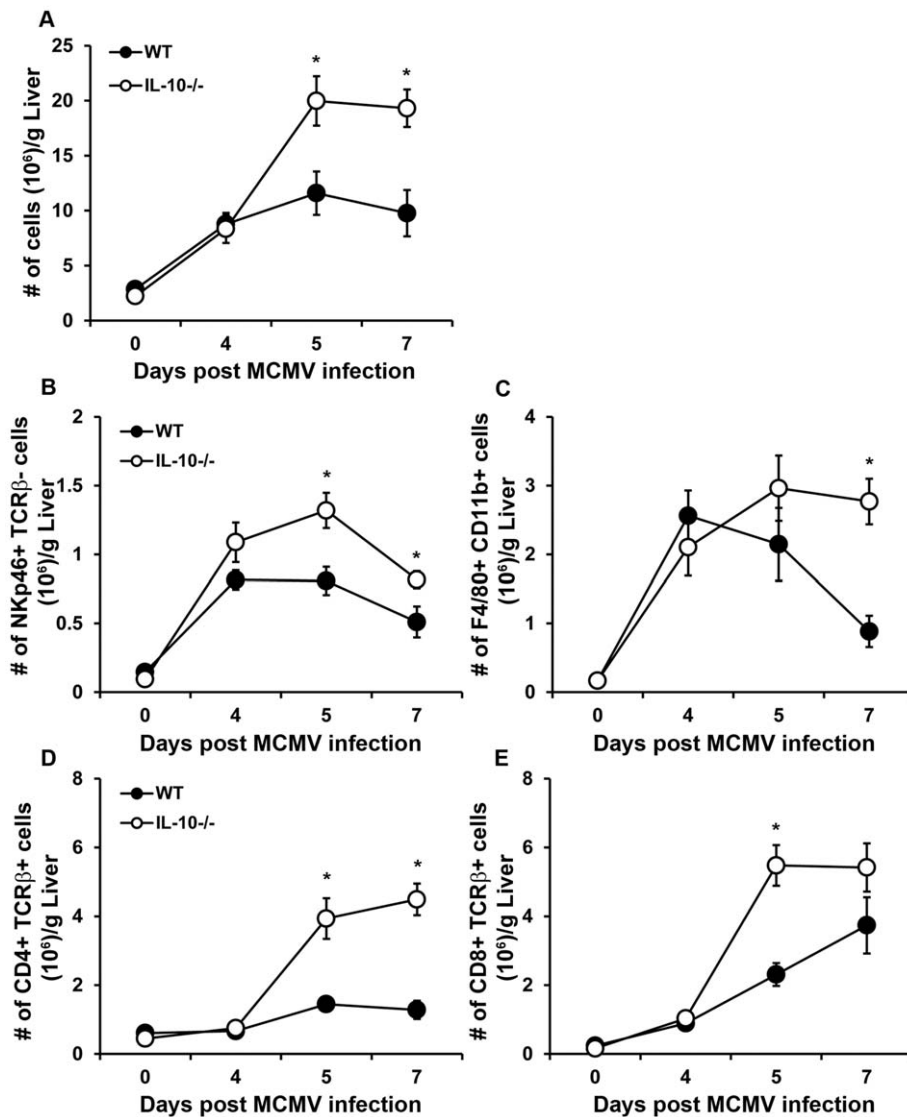 A
WT
IL-10-/-
# of cells (10⁶)/g Liver
25
20
15
10
5
0
* *
0 4 5 7
Days post MCMV infection
B
WT
IL-10-/-
# of NKp46+ TCRβ- cells
(10⁶)/g Liver
2
1.5
1
0.5
0
* *
0 4 5 7
Days post MCMV infection
C
# of F4/80+ CD11b+ cells
(10⁶)/g Liver
4
3
2
1
0
*
0 4 5 7
Days post MCMV infection
D
WT
IL-10-/-
# of CD4+ TCRβ+ cells
(10⁶)/g Liver
8
6
4
2
0
* *
0 4 5 7
Days post MCMV infection
E
# of CD8+ TCRβ+ cells
(10⁶)/g Liver
8
6
4
2
0
*
0 4 5 7
Days post MCMV infection